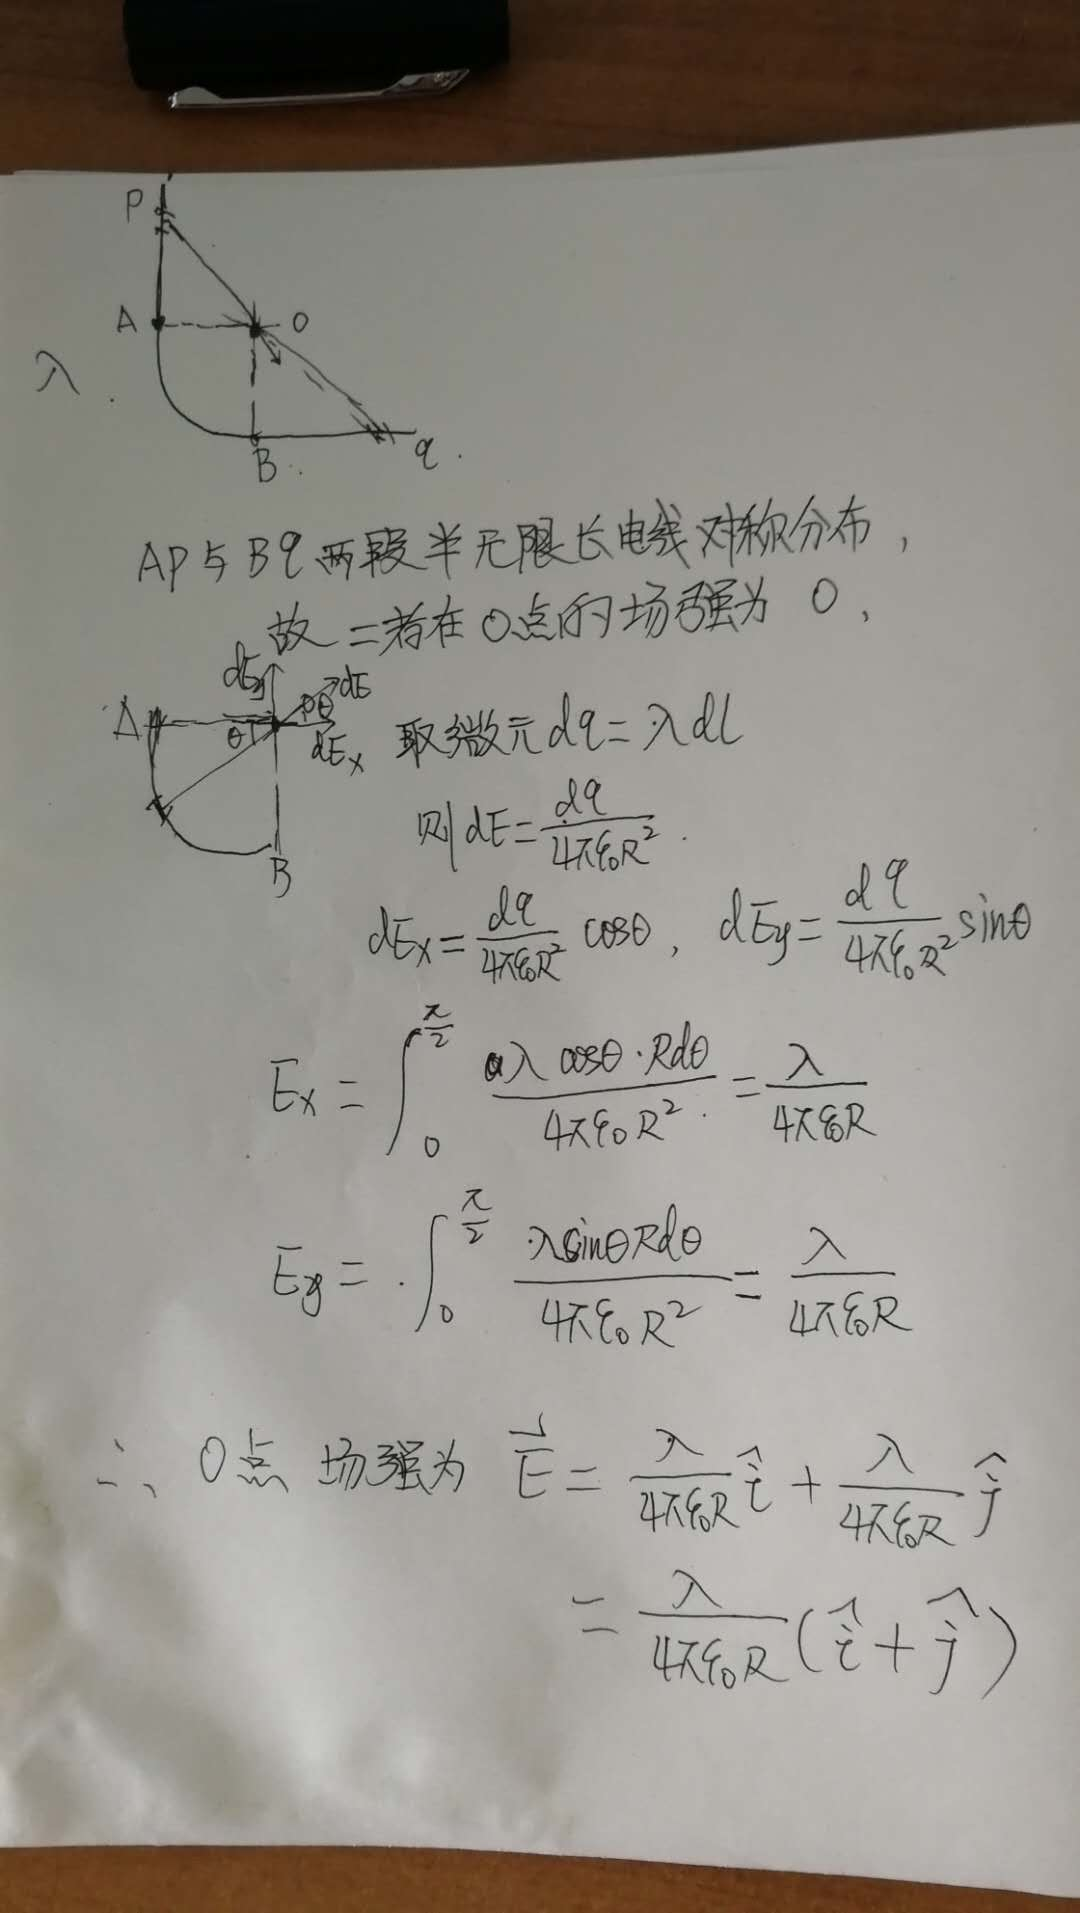 P
A O
λ
B q
AP与Bq两段半无限长电线对称分布，
故二者在O点的场强为 0，
dEy dE
A θ θ dEx 取微元dq=λdl
B 则dE=dq/4πε₀R²
dEx=dq/4πε₀R² cosθ， dEy=dq/4πε₀R² sinθ
Ex=∫₀^(π/2) λcosθ·Rdθ/4πε₀R²=λ/4πε₀R
Ey=∫₀^(π/2) λsinθRdθ/4πε₀R²=λ/4πε₀R
∴、O点 场强为 E⃗=λ/4πε₀R î+λ/4πε₀R ĵ
=λ/4πε₀R(î+ĵ)